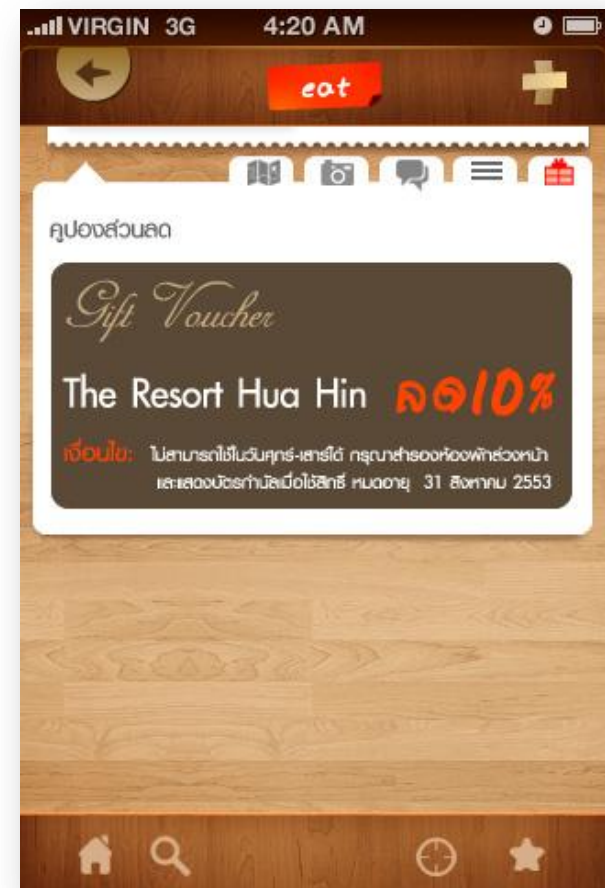 VIRGIN 3G 4:20 AM
eat
คูปองส่วนลด
Gift Voucher
The Resort Hua Hin ลด10%
เงื่อนไข: ไม่สามารถใช้ในวันศุกร์-เสาร์ได้ กรุณาสำรองห้องพักล่วงหน้า
และแสดงบัตรกำนัลเมื่อใช้สิทธิ์ หมดอายุ 31 สิงหาคม 2553